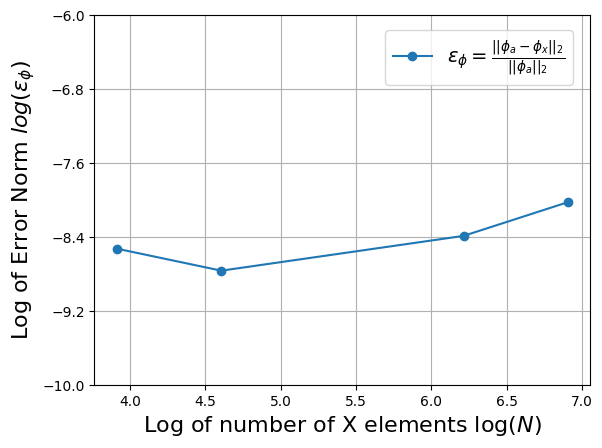 −6.0
−6.8
−7.6
−8.4
−9.2
−10.0
Log of Error Norm log(εϕ)
εϕ = ||ϕa − ϕx||2 / ||ϕa||2
4.0 4.5 5.0 5.5 6.0 6.5 7.0
Log of number of X elements log(N)